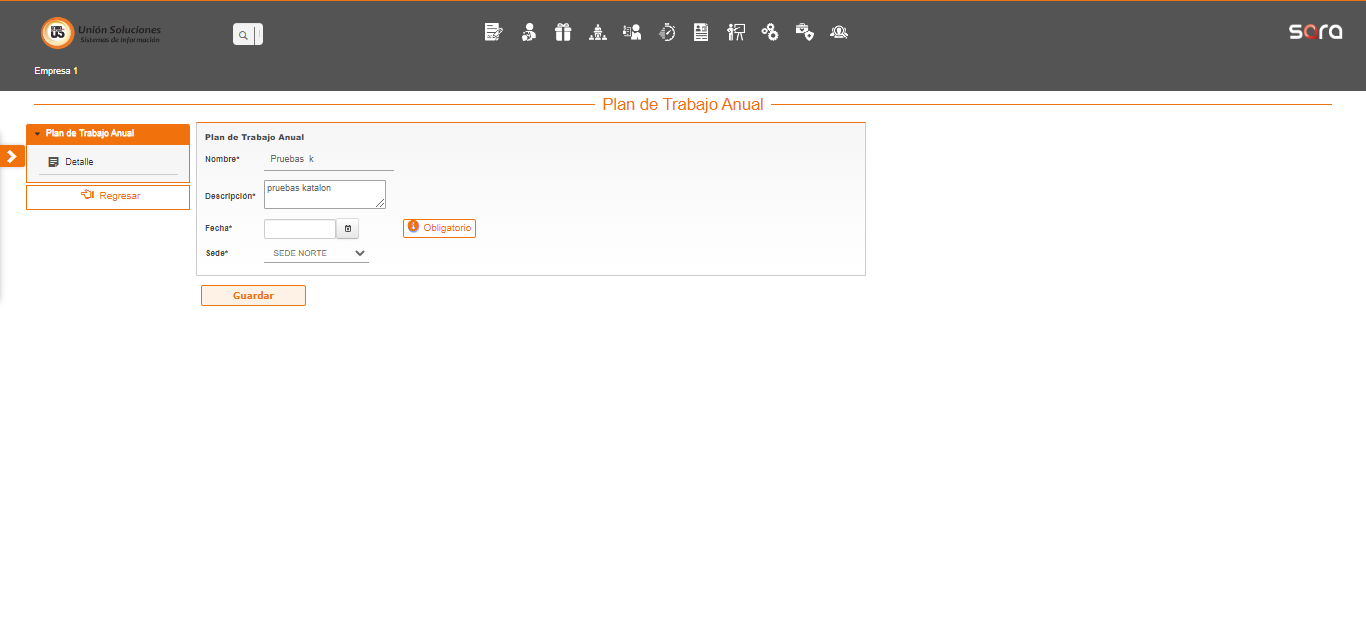 Unión Soluciones
Sistemas de Información
sora
Empresa 1
Plan de Trabajo Anual
Plan de Trabajo Anual
Detalle
Regresar
Plan de Trabajo Anual
Nombre* Pruebas k
Descripción* pruebas katalon
Fecha* Obligatorio
Sede* SEDE NORTE
Guardar